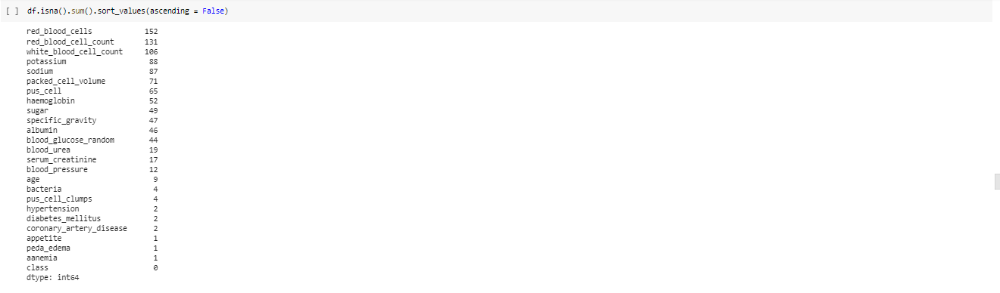 [ ] df.isna().sum().sort_values(ascending = False)
red_blood_cells 152
red_blood_cell_count 131
white_blood_cell_count 106
potassium 88
sodium 87
packed_cell_volume 71
pus_cell 65
haemoglobin 52
sugar 49
specific_gravity 47
albumin 46
blood_glucose_random 44
blood_urea 19
serum_creatinine 17
blood_pressure 12
age 9
bacteria 4
pus_cell_clumps 4
hypertension 2
diabetes_mellitus 2
coronary_artery_disease 2
appetite 1
peda_edema 1
aanemia 1
class 0
dtype: int64